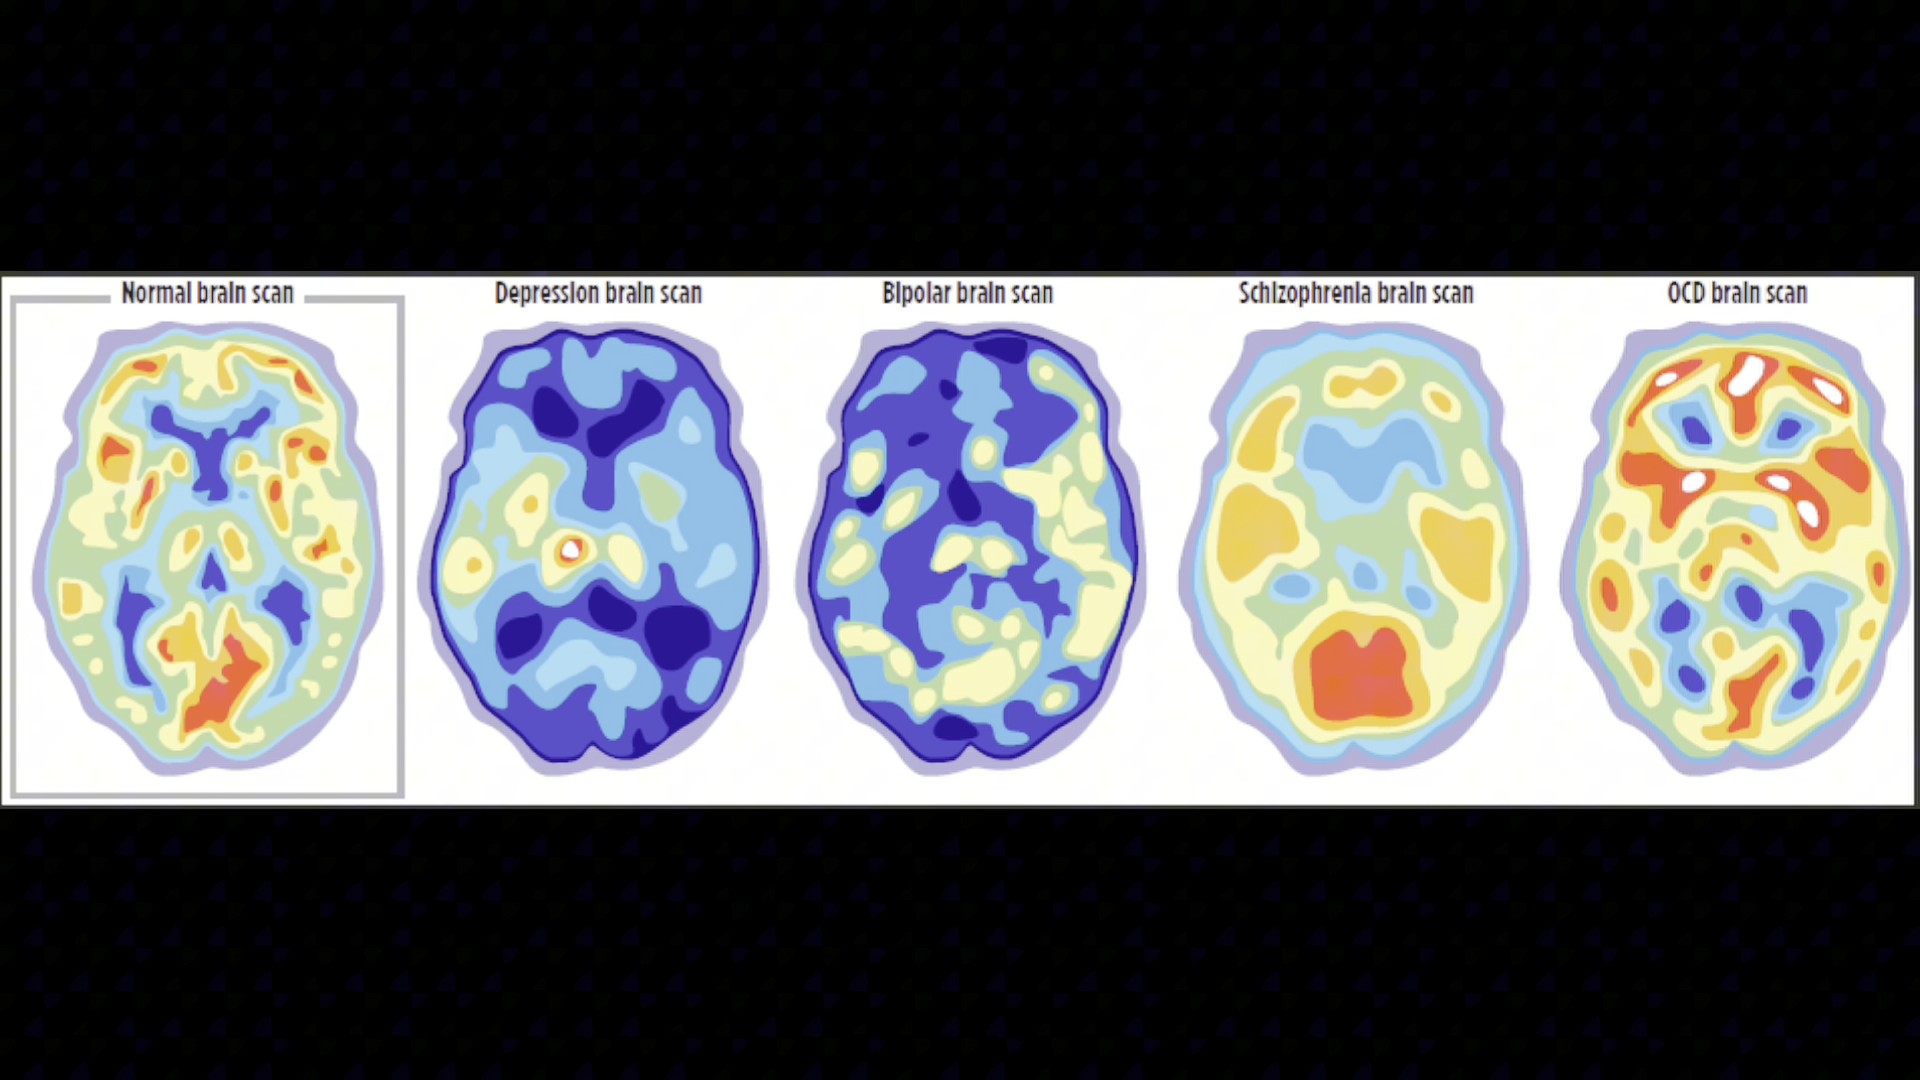 Normal brain scan
Depression brain scan
Bipolar brain scan
Schizophrenia brain scan
OCD brain scan